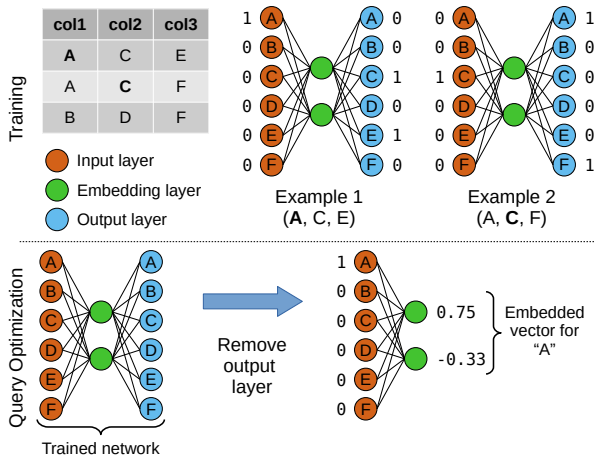 Training
col1 col2 col3
A C E
A C F
B D F
Input layer
Embedding layer
Output layer
1 A A 0
0 B B 0
0 C C 1
0 D D 0
0 E E 1
0 F F 0
Example 1
(A, C, E)
0 A A 1
0 B B 0
1 C C 0
0 D D 0
0 E E 0
0 F F 1
Example 2
(A, C, F)
Query Optimization
A A
B B
C C
D D
E E
F F
Trained network
Remove
output
layer
1 A
0 B
0 C
0 D
0 E
0 F
0.75
-0.33
Embedded
vector for
“A”